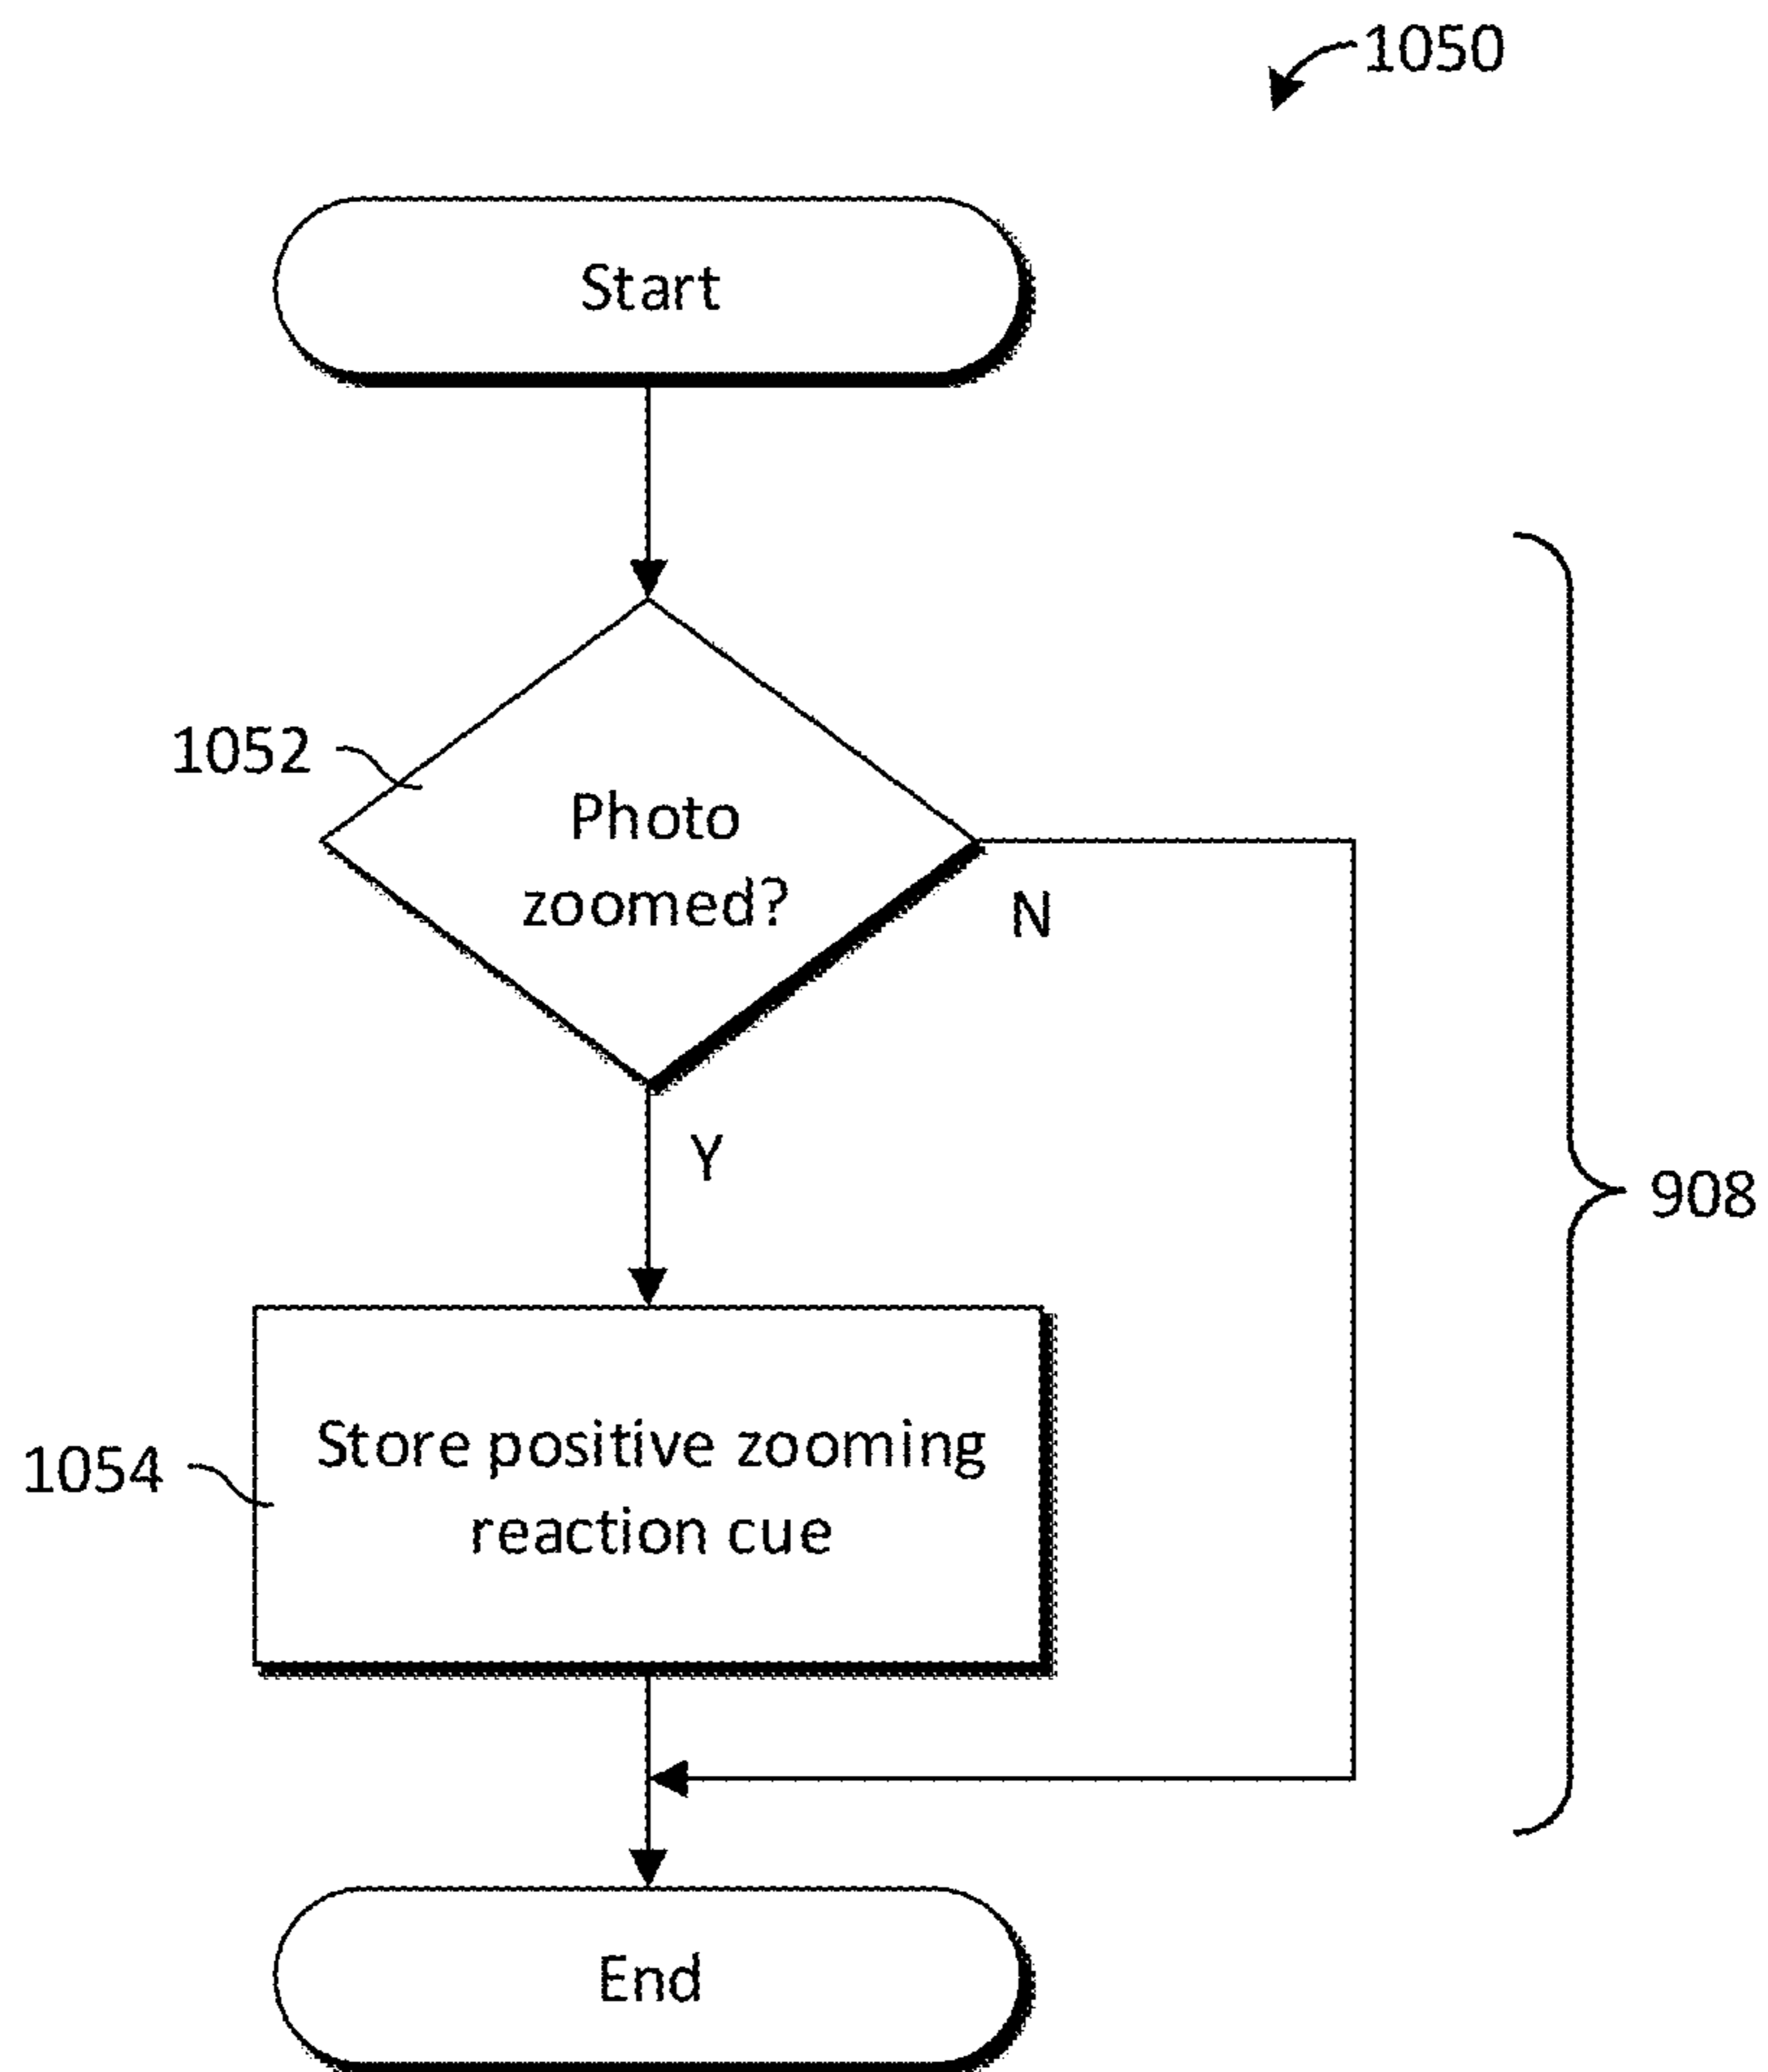 1050
Start
1052
Photo
zoomed?
N
Y
908
1054
Store positive zooming
reaction cue
End